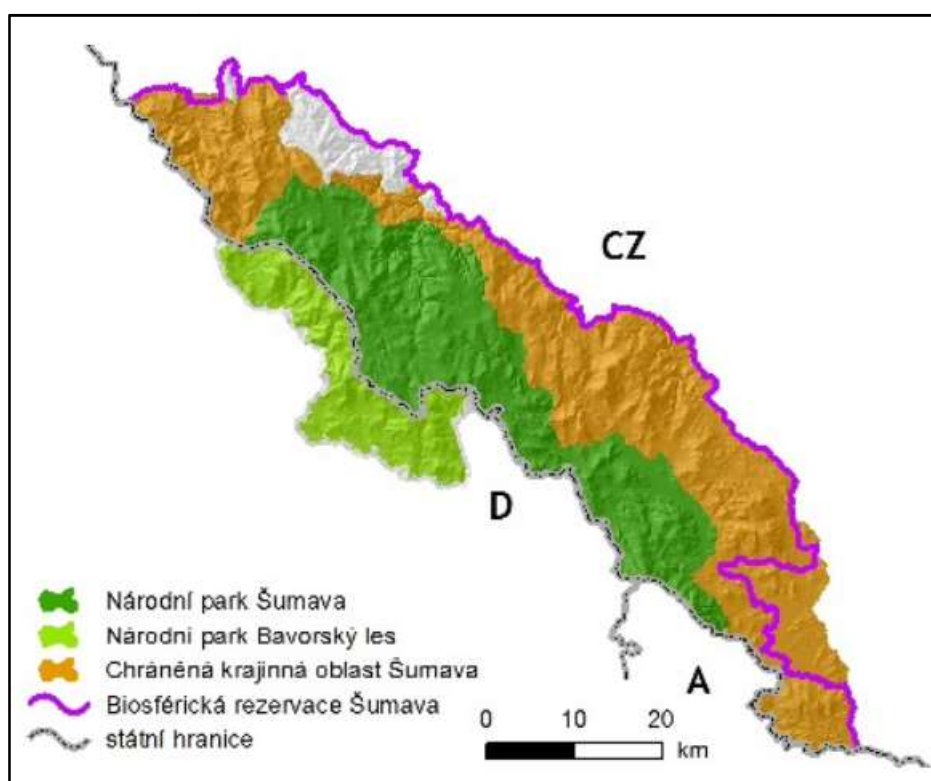 CZ
D
A
Národní park Šumava
Národní park Bavorský les
Chráněná krajinná oblast Šumava
Biosférická rezervace Šumava
státní hranice
0 10 20
km